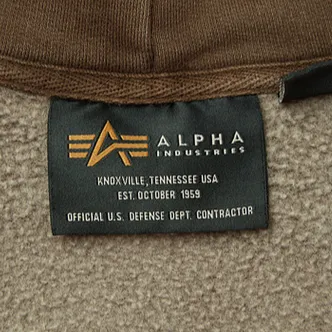 ALPHA
INDUSTRIES
KNOXVILLE, TENNESSEE USA
EST. OCTOBER 1959
OFFICIAL U.S. DEFENSE DEPT. CONTRACTOR